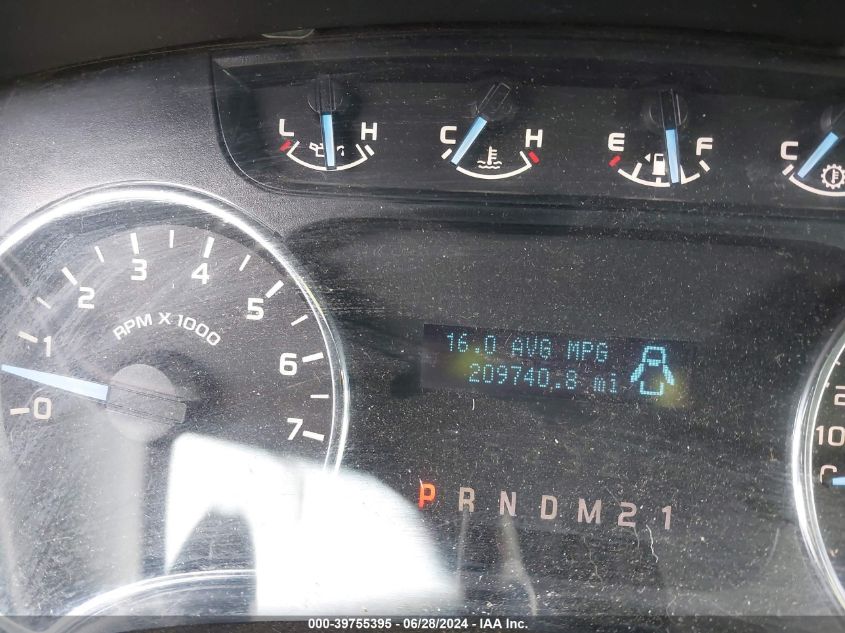 L H C H E F C
1 2 3 4 5 6 7 0
RPM X 1000
16.0 AVG MPG
209740.8 mi
P R N D M 2 1
2
10
000-39755395 - 06/28/2024 - IAA Inc.